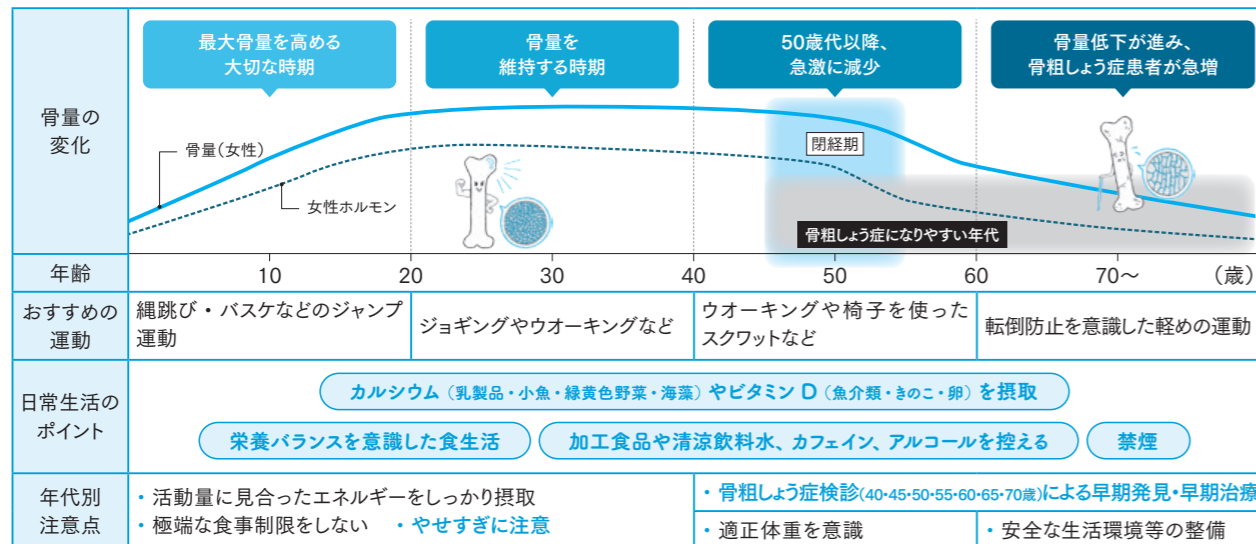 最大骨量を高める
大切な時期
骨量を
維持する時期
50歳代以降、
急激に減少
骨量低下が進み、
骨粗しょう症患者が急増
骨量の
変化
骨量(女性)
女性ホルモン
閉経期
骨粗しょう症になりやすい年代
年齢 10 20 30 40 50 60 70〜 (歳)
おすすめの
運動
縄跳び・バスケなどのジャンプ
運動
ジョギングやウオーキングなど
ウオーキングや椅子を使った
スクワットなど
転倒防止を意識した軽めの運動
日常生活の
ポイント
カルシウム(乳製品・小魚・緑黄色野菜・海藻)やビタミンD(魚介類・きのこ・卵)を摂取
栄養バランスを意識した食生活
加工食品や清涼飲料水、カフェイン、アルコールを控える
禁煙
年代別
注意点
・活動量に見合ったエネルギーをしっかり摂取
・極端な食事制限をしない ・やせすぎに注意
・骨粗しょう症検診(40・45・50・55・60・65・70歳)による早期発見・早期治療
・適正体重を意識
・安全な生活環境等の整備